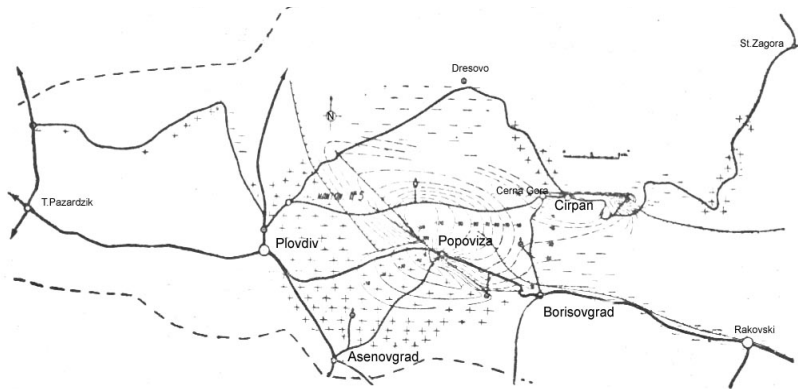 St.Zagora
Dresovo
N
Cerna Gora
Cirpan
T.Pazardzik
Plovdiv
Popoviza
Borisovgrad
Rakovski
Asenovgrad